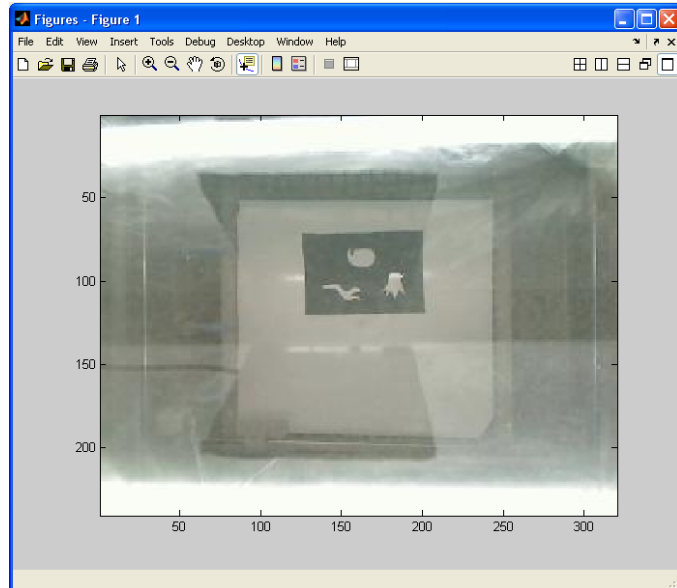 Figures - Figure 1
File Edit View Insert Tools Debug Desktop Window Help
50
100
150
200
50 100 150 200 250 300